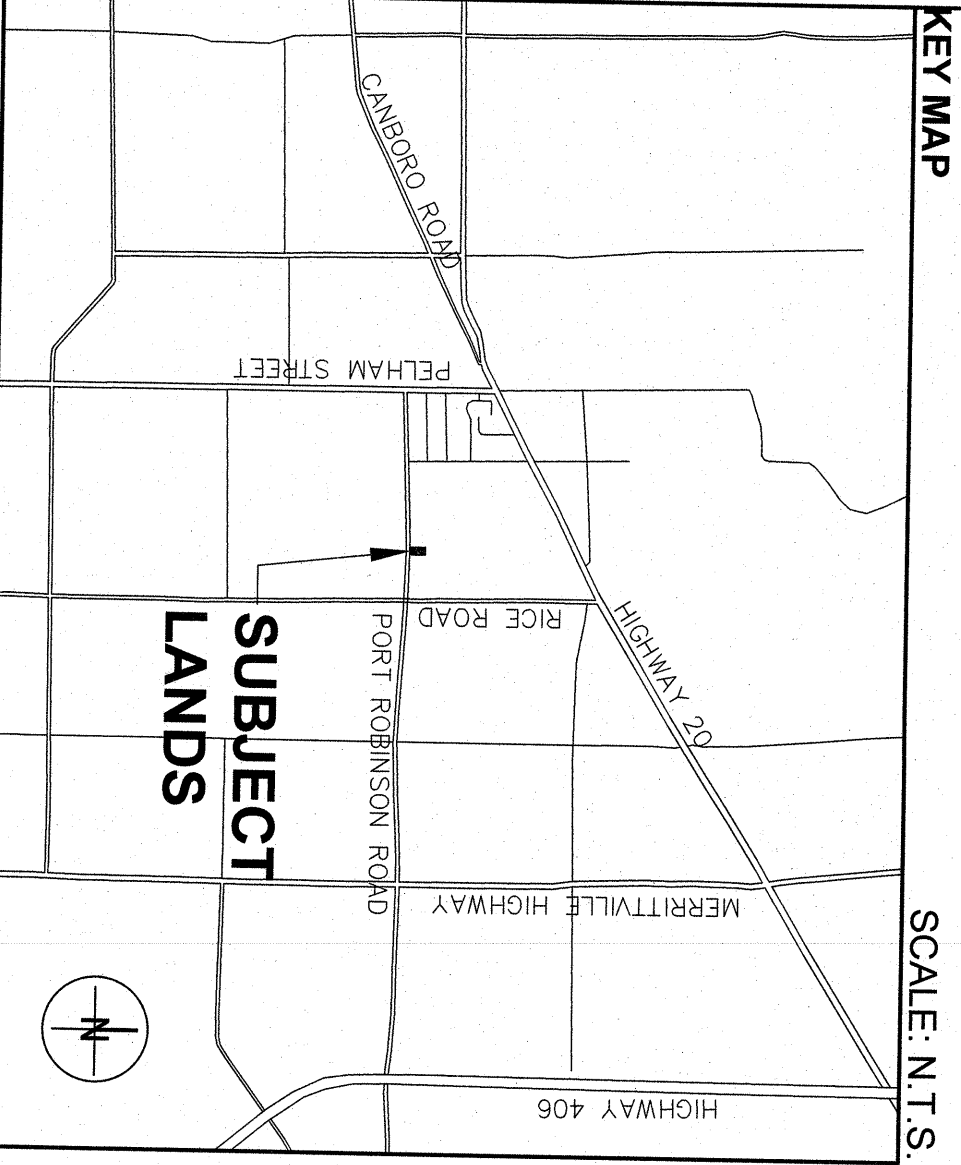 KEY MAP
SCALE: N.T.S.
HIGHWAY 20
CANBORO ROAD
PELHAM STREET
RICE ROAD
MERRITTVILLE HIGHWAY
HIGHWAY 406
PORT ROBINSON ROAD
SUBJECT
LANDS
N